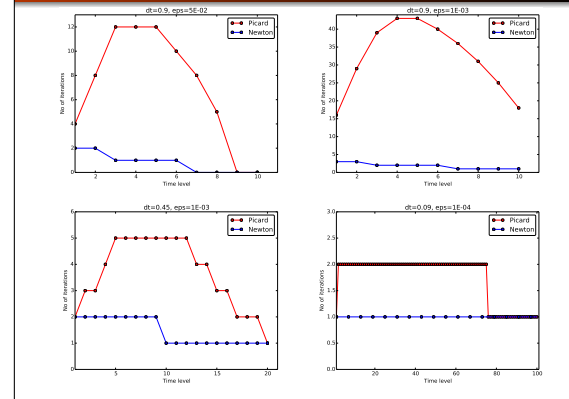 dt=0.9, eps=5E-02
Picard
Newton
12
10
8
6
4
2
0
2
4
6
8
10
No of iterations
Time level
dt=0.9, eps=1E-03
Picard
Newton
40
35
30
25
20
15
10
5
0
2
4
6
8
10
No of iterations
Time level
dt=0.45, eps=1E-03
Picard
Newton
6
5
4
3
2
1
0
5
10
15
20
No of iterations
Time level
dt=0.09, eps=1E-04
Picard
Newton
3.0
2.5
2.0
1.5
1.0
0.5
0.0
20
40
60
80
100
No of iterations
Time level